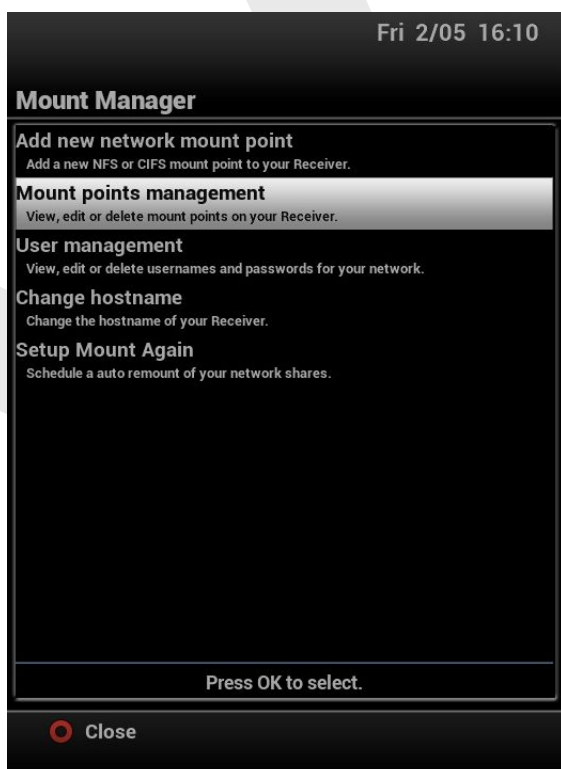 Fri 2/05 16:10
Mount Manager
Add new network mount point
Add a new NFS or CIFS mount point to your Receiver.
Mount points management
View, edit or delete mount points on your Receiver.
User management
View, edit or delete usernames and passwords for your network.
Change hostname
Change the hostname of your Receiver.
Setup Mount Again
Schedule a auto remount of your network shares.
Press OK to select.
Close